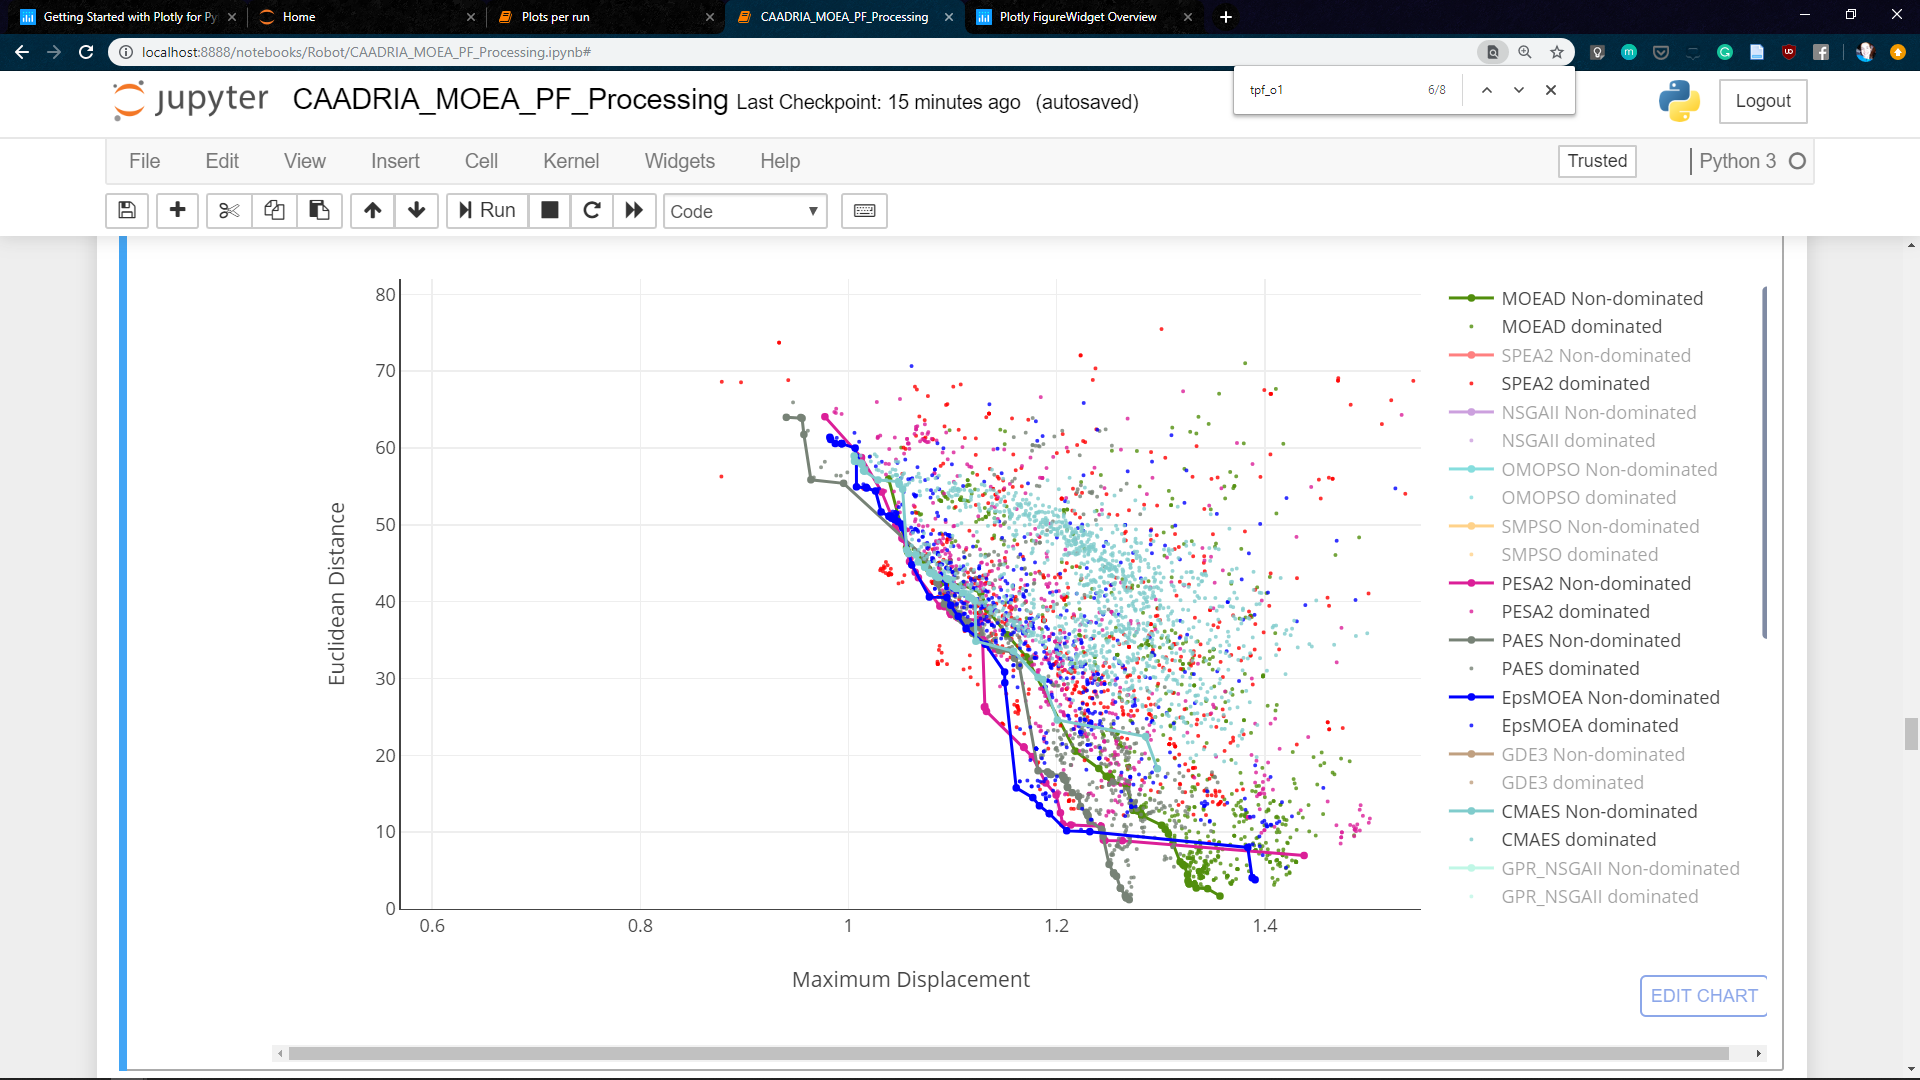 Getting Started with Plotly for Py
Home
Plots per run
CAADRIA_MOEA_PF_Processing
Plotly FigureWidget Overview
localhost:8888/notebooks/Robot/CAADRIA_MOEA_PF_Processing.ipynb#
tpf_o1 6/8
jupyter CAADRIA_MOEA_PF_Processing Last Checkpoint: 15 minutes ago (autosaved)
Logout
File Edit View Insert Cell Kernel Widgets Help
Trusted
Python 3
Run
Code
80
70
60
50
40
30
20
10
0
Euclidean Distance
0.6 0.8 1 1.2 1.4
Maximum Displacement
MOEAD Non-dominated
MOEAD dominated
SPEA2 Non-dominated
SPEA2 dominated
NSGAII Non-dominated
NSGAII dominated
OMOPSO Non-dominated
OMOPSO dominated
SMPSO Non-dominated
SMPSO dominated
PESA2 Non-dominated
PESA2 dominated
PAES Non-dominated
PAES dominated
EpsMOEA Non-dominated
EpsMOEA dominated
GDE3 Non-dominated
GDE3 dominated
CMAES Non-dominated
CMAES dominated
GPR_NSGAII Non-dominated
GPR_NSGAII dominated
EDIT CHART